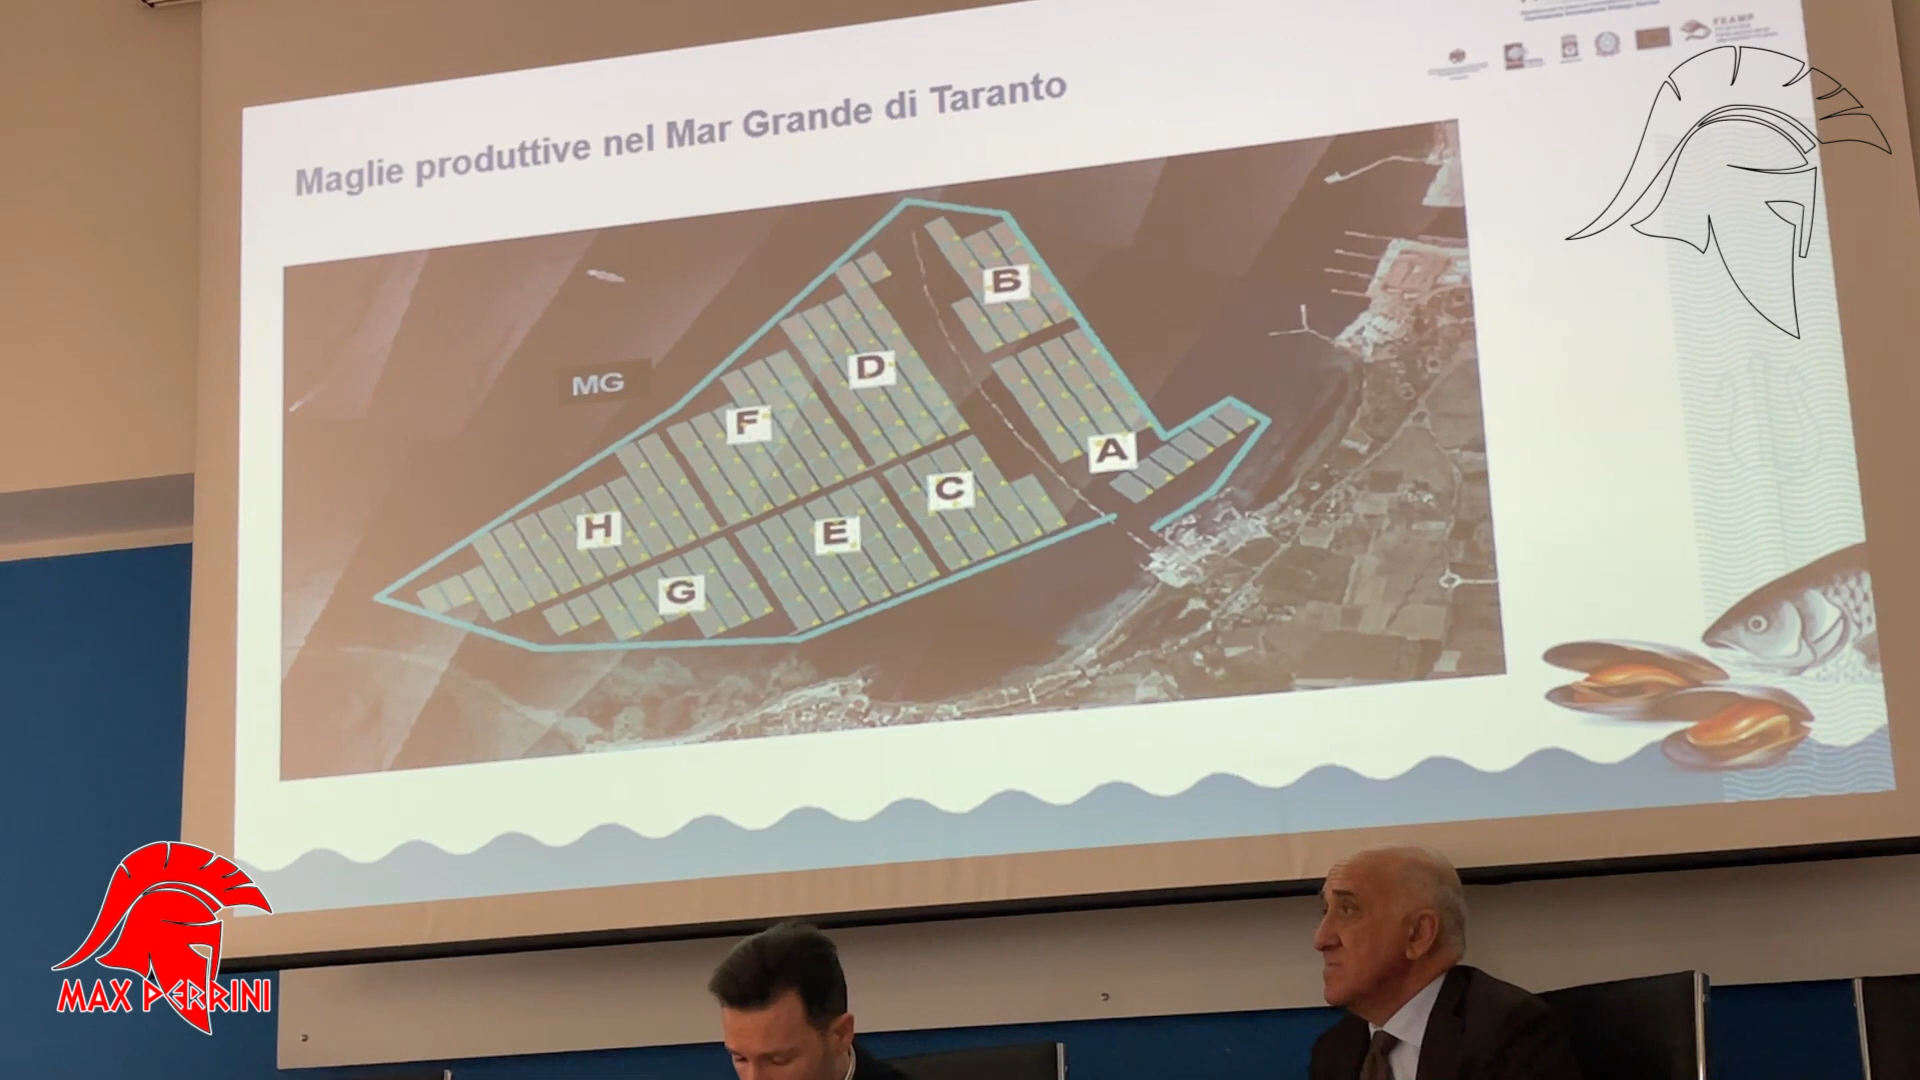 FEAMP
Maglie produttive nel Mar Grande di Taranto
B
MG
D
F
A
C
H
E
G
MAX PERRINI